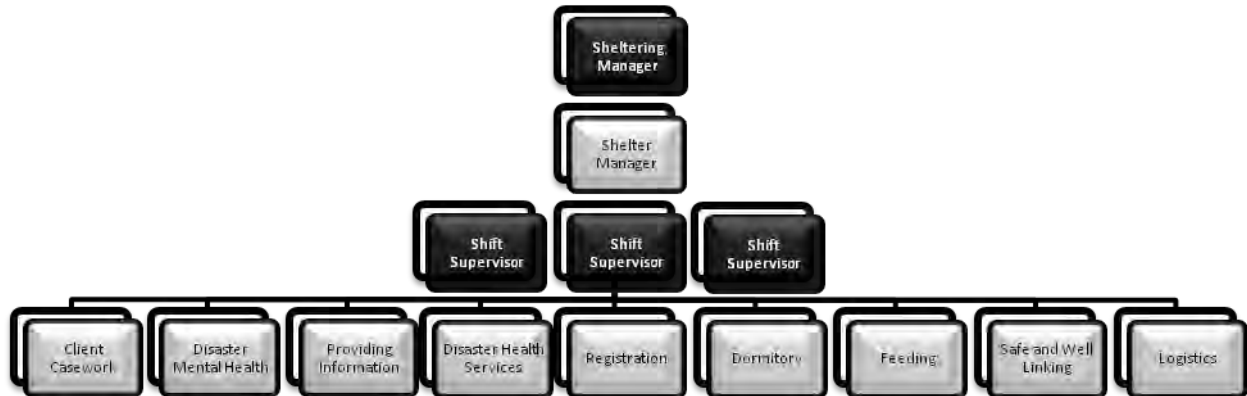 Sheltering
Manager
Shelter
Manager
Shift
Supervisor
Shift
Supervisor
Shift
Supervisor
Client
Casework
Disaster
Mental Health
Providing
Information
Disaster Health
Services
Registration
Dormitory
Feeding
Safe and Well
Linking
Logistics